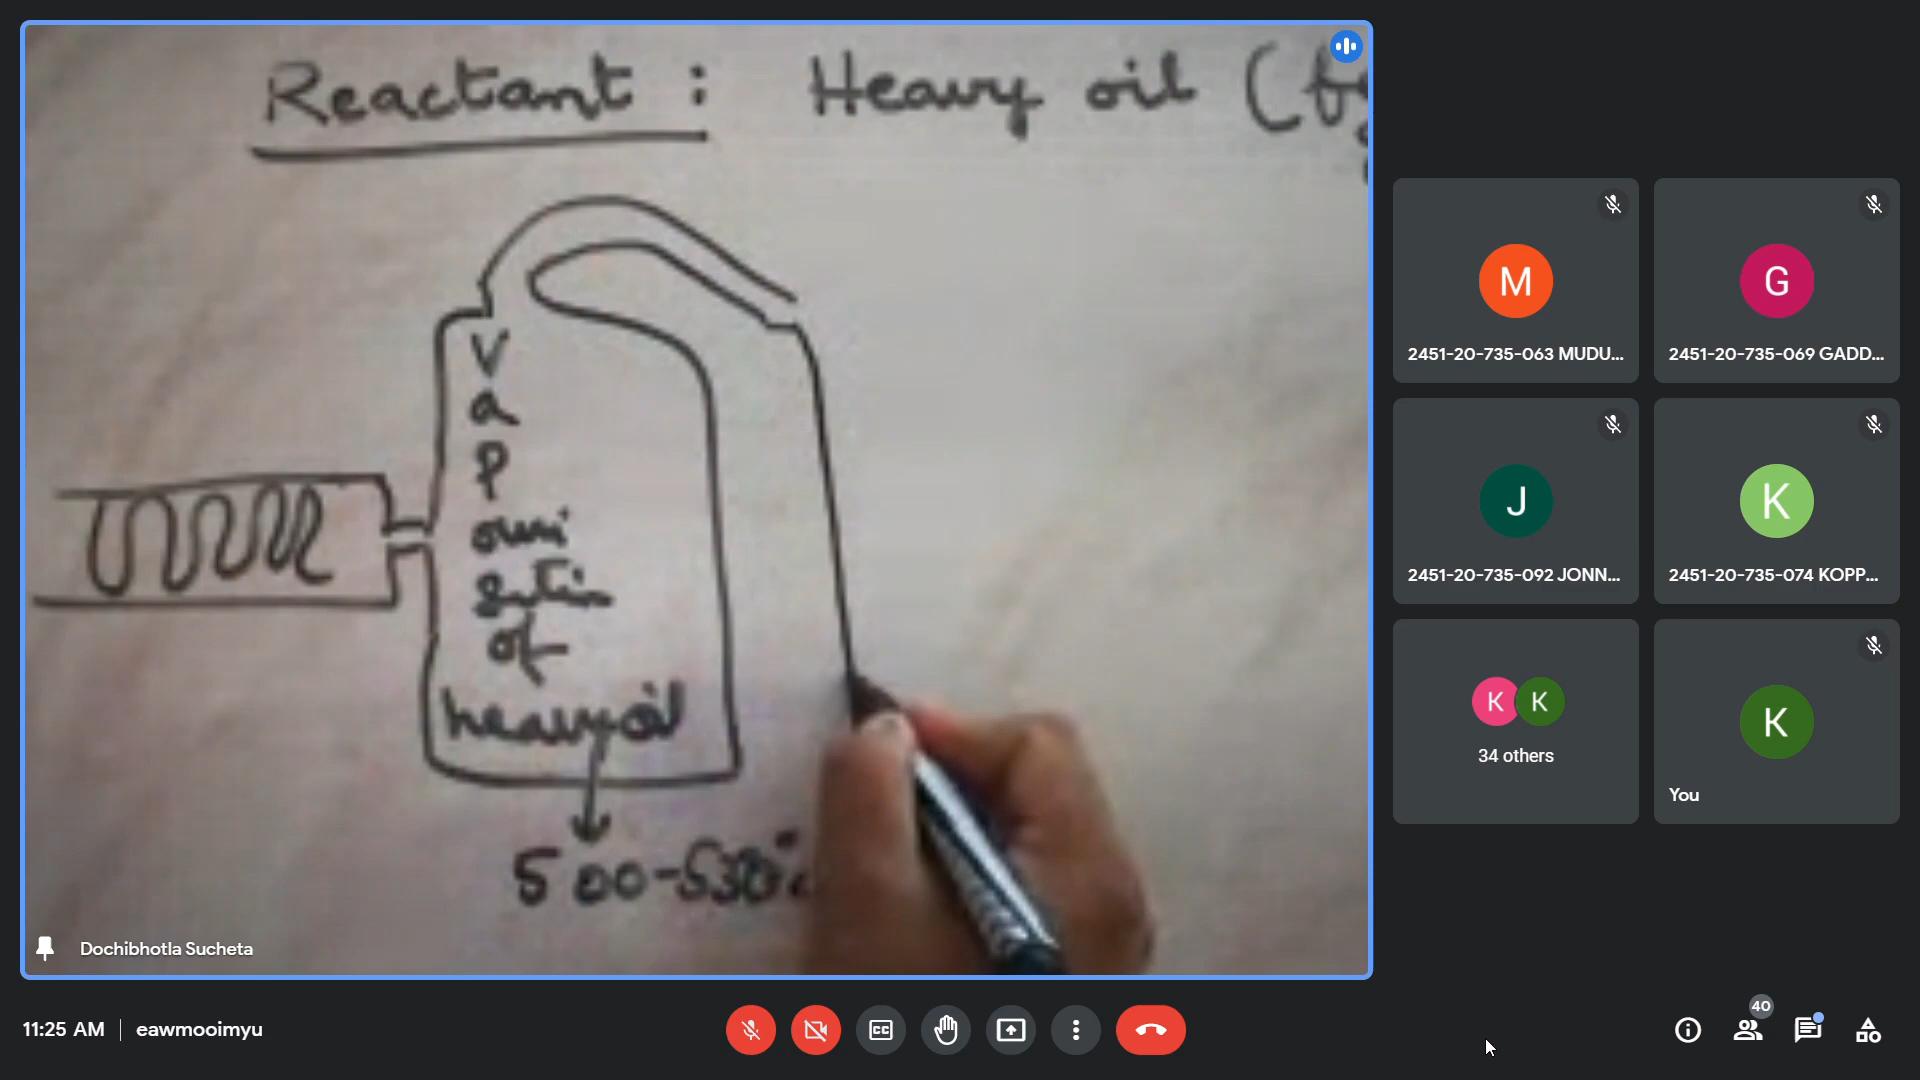 Reactant : Heavy oil (
V
a
P
ouri
sati
of
heavy oil
500-530°c
Dochibhotla Sucheta
M
2451-20-735-063 MUDU...
G
2451-20-735-069 GADD...
J
2451-20-735-092 JONN...
K
2451-20-735-074 KOPP...
K K
34 others
K
You
11:25 AM | eawmooimyu
CC
40